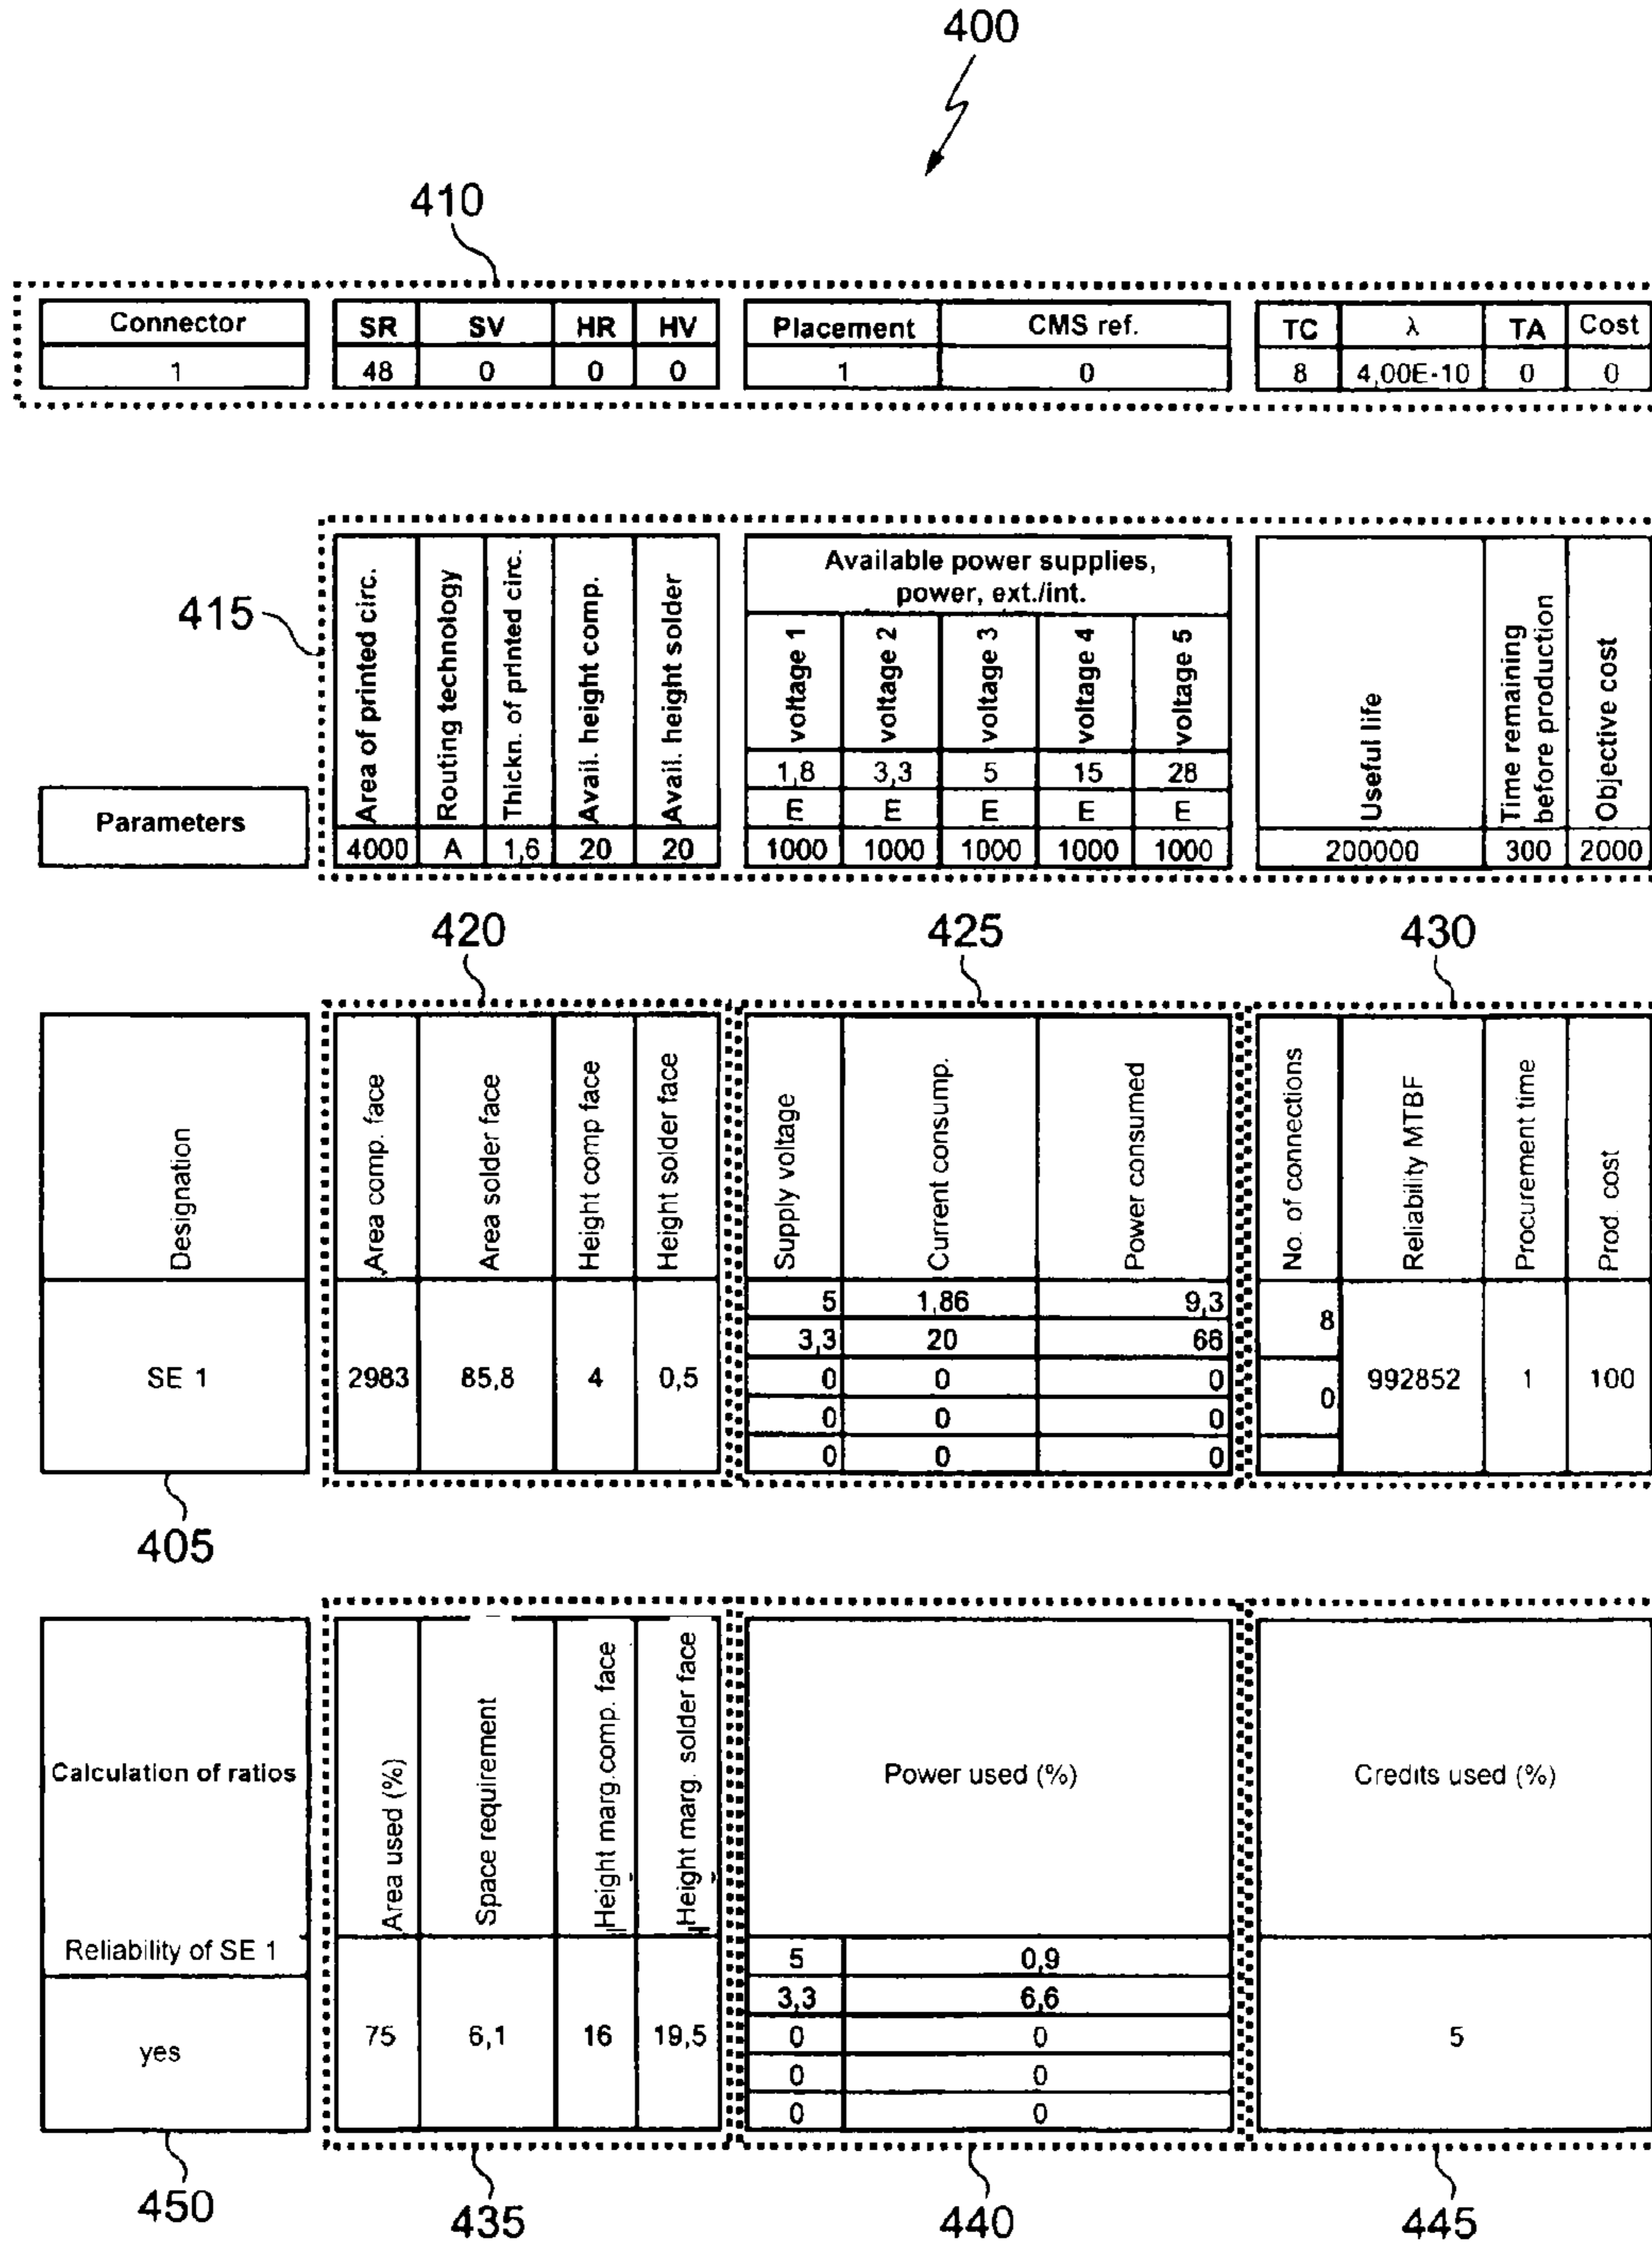 400
410
Connector SR SV HR HV Placement CMS ref. TC λ TA Cost
1 48 0 0 0 1 0 8 4,00E-10 0 0
415
Parameters
Area of printed circ.
Routing technology
Thickn. of printed circ.
Avail. height comp.
Avail. height solder
Available power supplies,
power, ext./int.
voltage 1
voltage 2
voltage 3
voltage 4
voltage 5
Useful life
Time remaining
before production
Objective cost
1,8 3,3 5 15 28
E E E E E
4000 A 1,6 20 20 1000 1000 1000 1000 1000 200000 300 2000
420 425 430
Designation
Area comp. face
Area solder face
Height comp face
Height solder face
Supply voltage
Current consump.
Power consumed
No. of connections
Reliability MTBF
Procurement time
Prod. cost
SE 1 2983 85,8 4 0,5
5 1,86 9,3
3,3 20 66
0 0 0
0 0 0
0 0 0
8
0
992852 1 100
405
Calculation of ratios
Reliability of SE 1
yes
Area used (%)
Space requirement
Height marg.comp. face
Height marg. solder face
75 6,1 16 19,5
Power used (%)
5 0,9
3,3 6,6
0 0
0 0
0 0
Credits used (%)
5
450 435 440 445